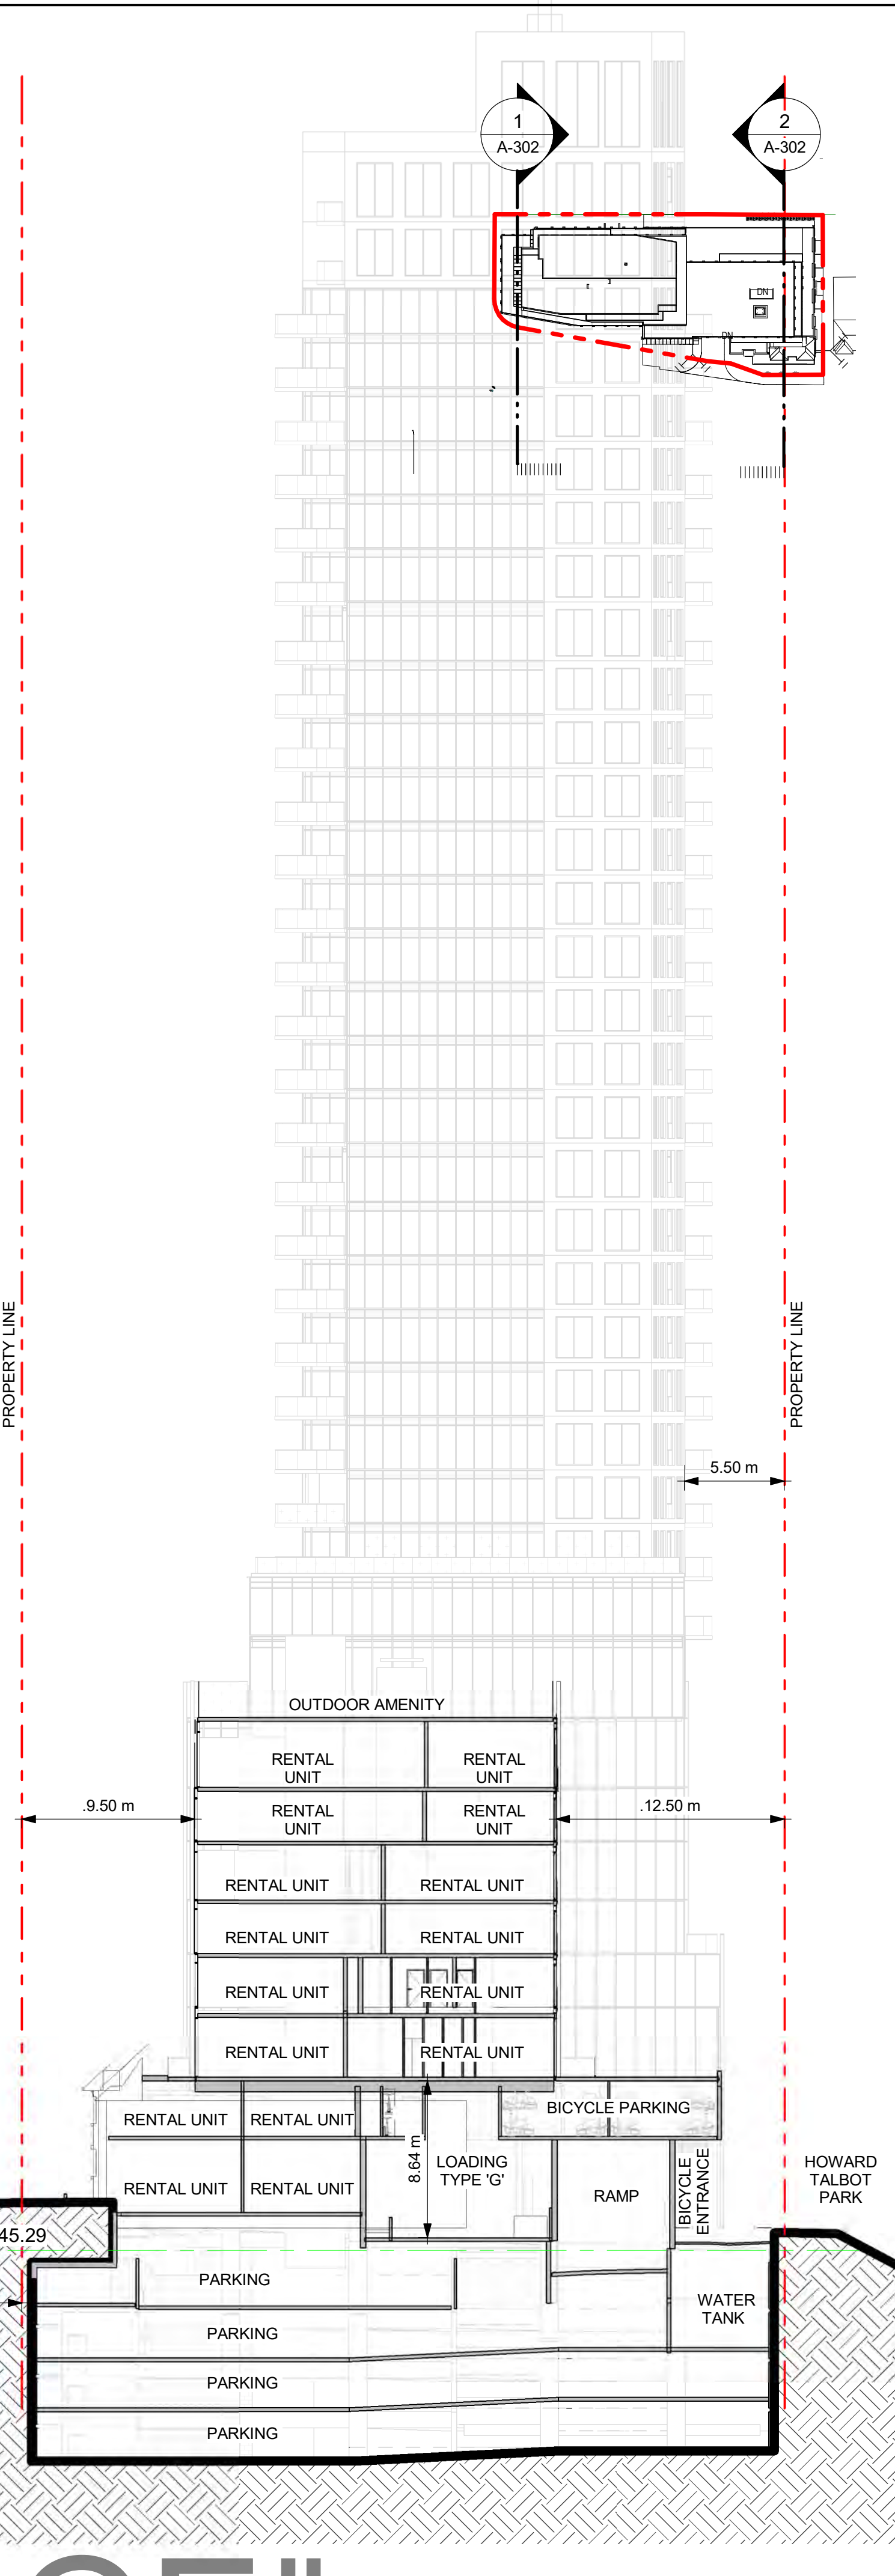 1
A-302
2
A-302
DN
DN
PROPERTY LINE
PROPERTY LINE
5.50 m
OUTDOOR AMENITY
RENTAL
UNIT
RENTAL
UNIT
.9.50 m
RENTAL
UNIT
RENTAL
UNIT
.12.50 m
RENTAL UNIT
RENTAL UNIT
RENTAL UNIT
RENTAL UNIT
RENTAL UNIT
RENTAL UNIT
RENTAL UNIT
RENTAL UNIT
RENTAL UNIT
RENTAL UNIT
BICYCLE PARKING
8.64 m
LOADING
TYPE 'G'
BICYCLE
ENTRANCE
HOWARD
TALBOT
PARK
RENTAL UNIT
RENTAL UNIT
RAMP
45.29
PARKING
WATER
TANK
PARKING
PARKING
PARKING